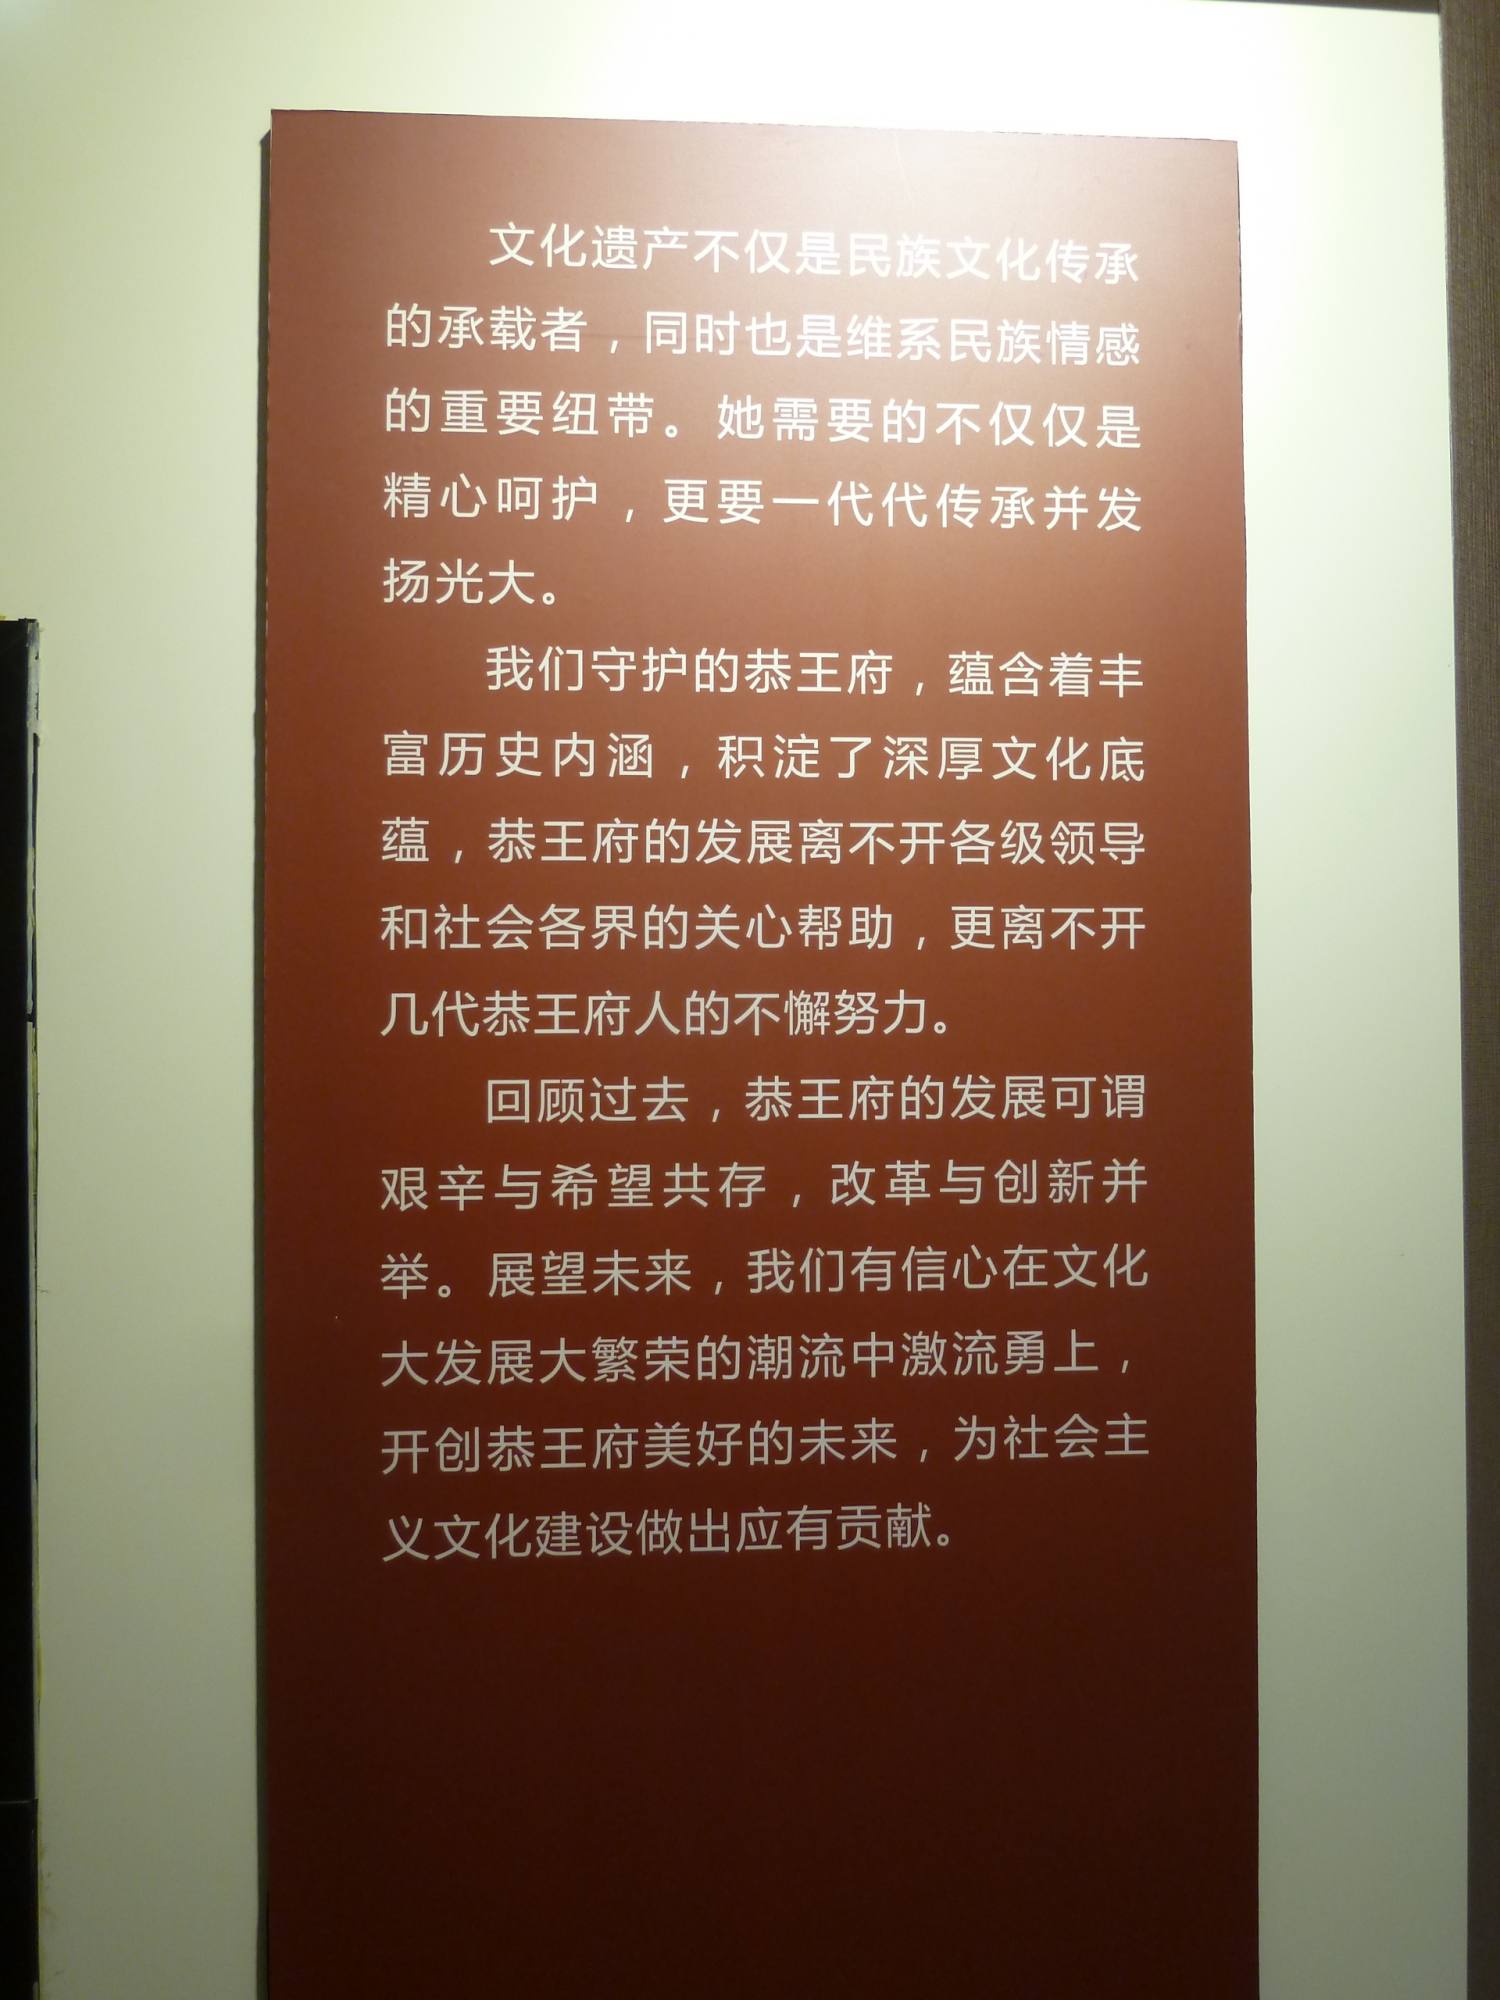 文化遗产不仅是民族文化传承
的承载者，同时也是维系民族情感
的重要纽带。她需要的不仅仅是
精心呵护，更要一代代传承并发
扬光大。
我们守护的恭王府，蕴含着丰
富历史内涵，积淀了深厚文化底
蕴，恭王府的发展离不开各级领导
和社会各界的关心帮助，更离不开
几代恭王府人的不懈努力。
回顾过去，恭王府的发展可谓
艰辛与希望共存，改革与创新并
举。展望未来，我们有信心在文化
大发展大繁荣的潮流中激流勇上，
开创恭王府美好的未来，为社会主
义文化建设做出应有贡献。